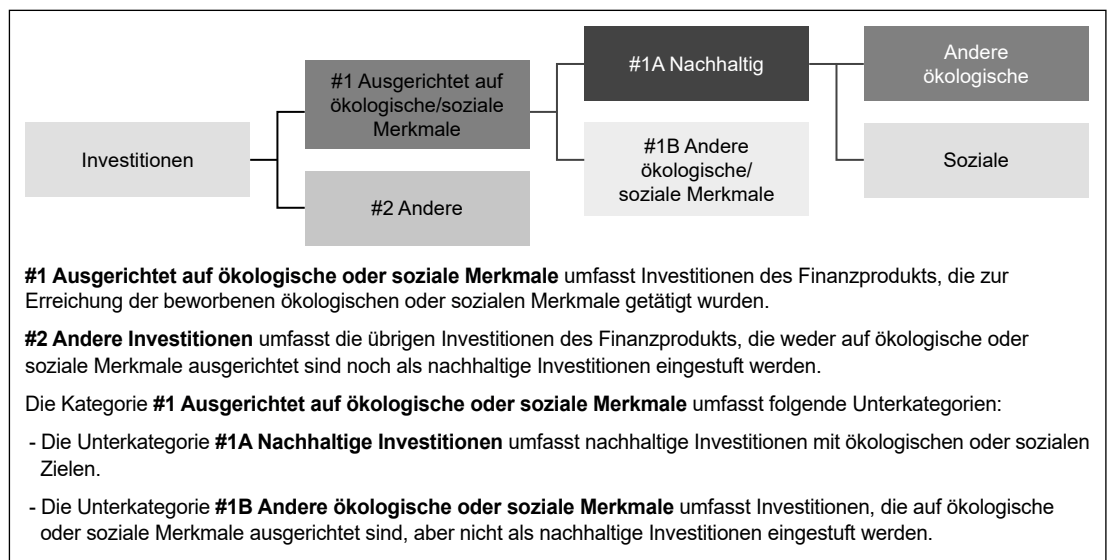 Investitionen
#1 Ausgerichtet auf
ökologische/soziale
Merkmale
#2 Andere
#1A Nachhaltig
#1B Andere
ökologische/
soziale Merkmale
Andere
ökologische
Soziale
#1 Ausgerichtet auf ökologische oder soziale Merkmale umfasst Investitionen des Finanzprodukts, die zur
Erreichung der beworbenen ökologischen oder sozialen Merkmale getätigt wurden.
#2 Andere Investitionen umfasst die übrigen Investitionen des Finanzprodukts, die weder auf ökologische oder
soziale Merkmale ausgerichtet sind noch als nachhaltige Investitionen eingestuft werden.
Die Kategorie #1 Ausgerichtet auf ökologische oder soziale Merkmale umfasst folgende Unterkategorien:
- Die Unterkategorie #1A Nachhaltige Investitionen umfasst nachhaltige Investitionen mit ökologischen oder sozialen
Zielen.
- Die Unterkategorie #1B Andere ökologische oder soziale Merkmale umfasst Investitionen, die auf ökologische
oder soziale Merkmale ausgerichtet sind, aber nicht als nachhaltige Investitionen eingestuft werden.